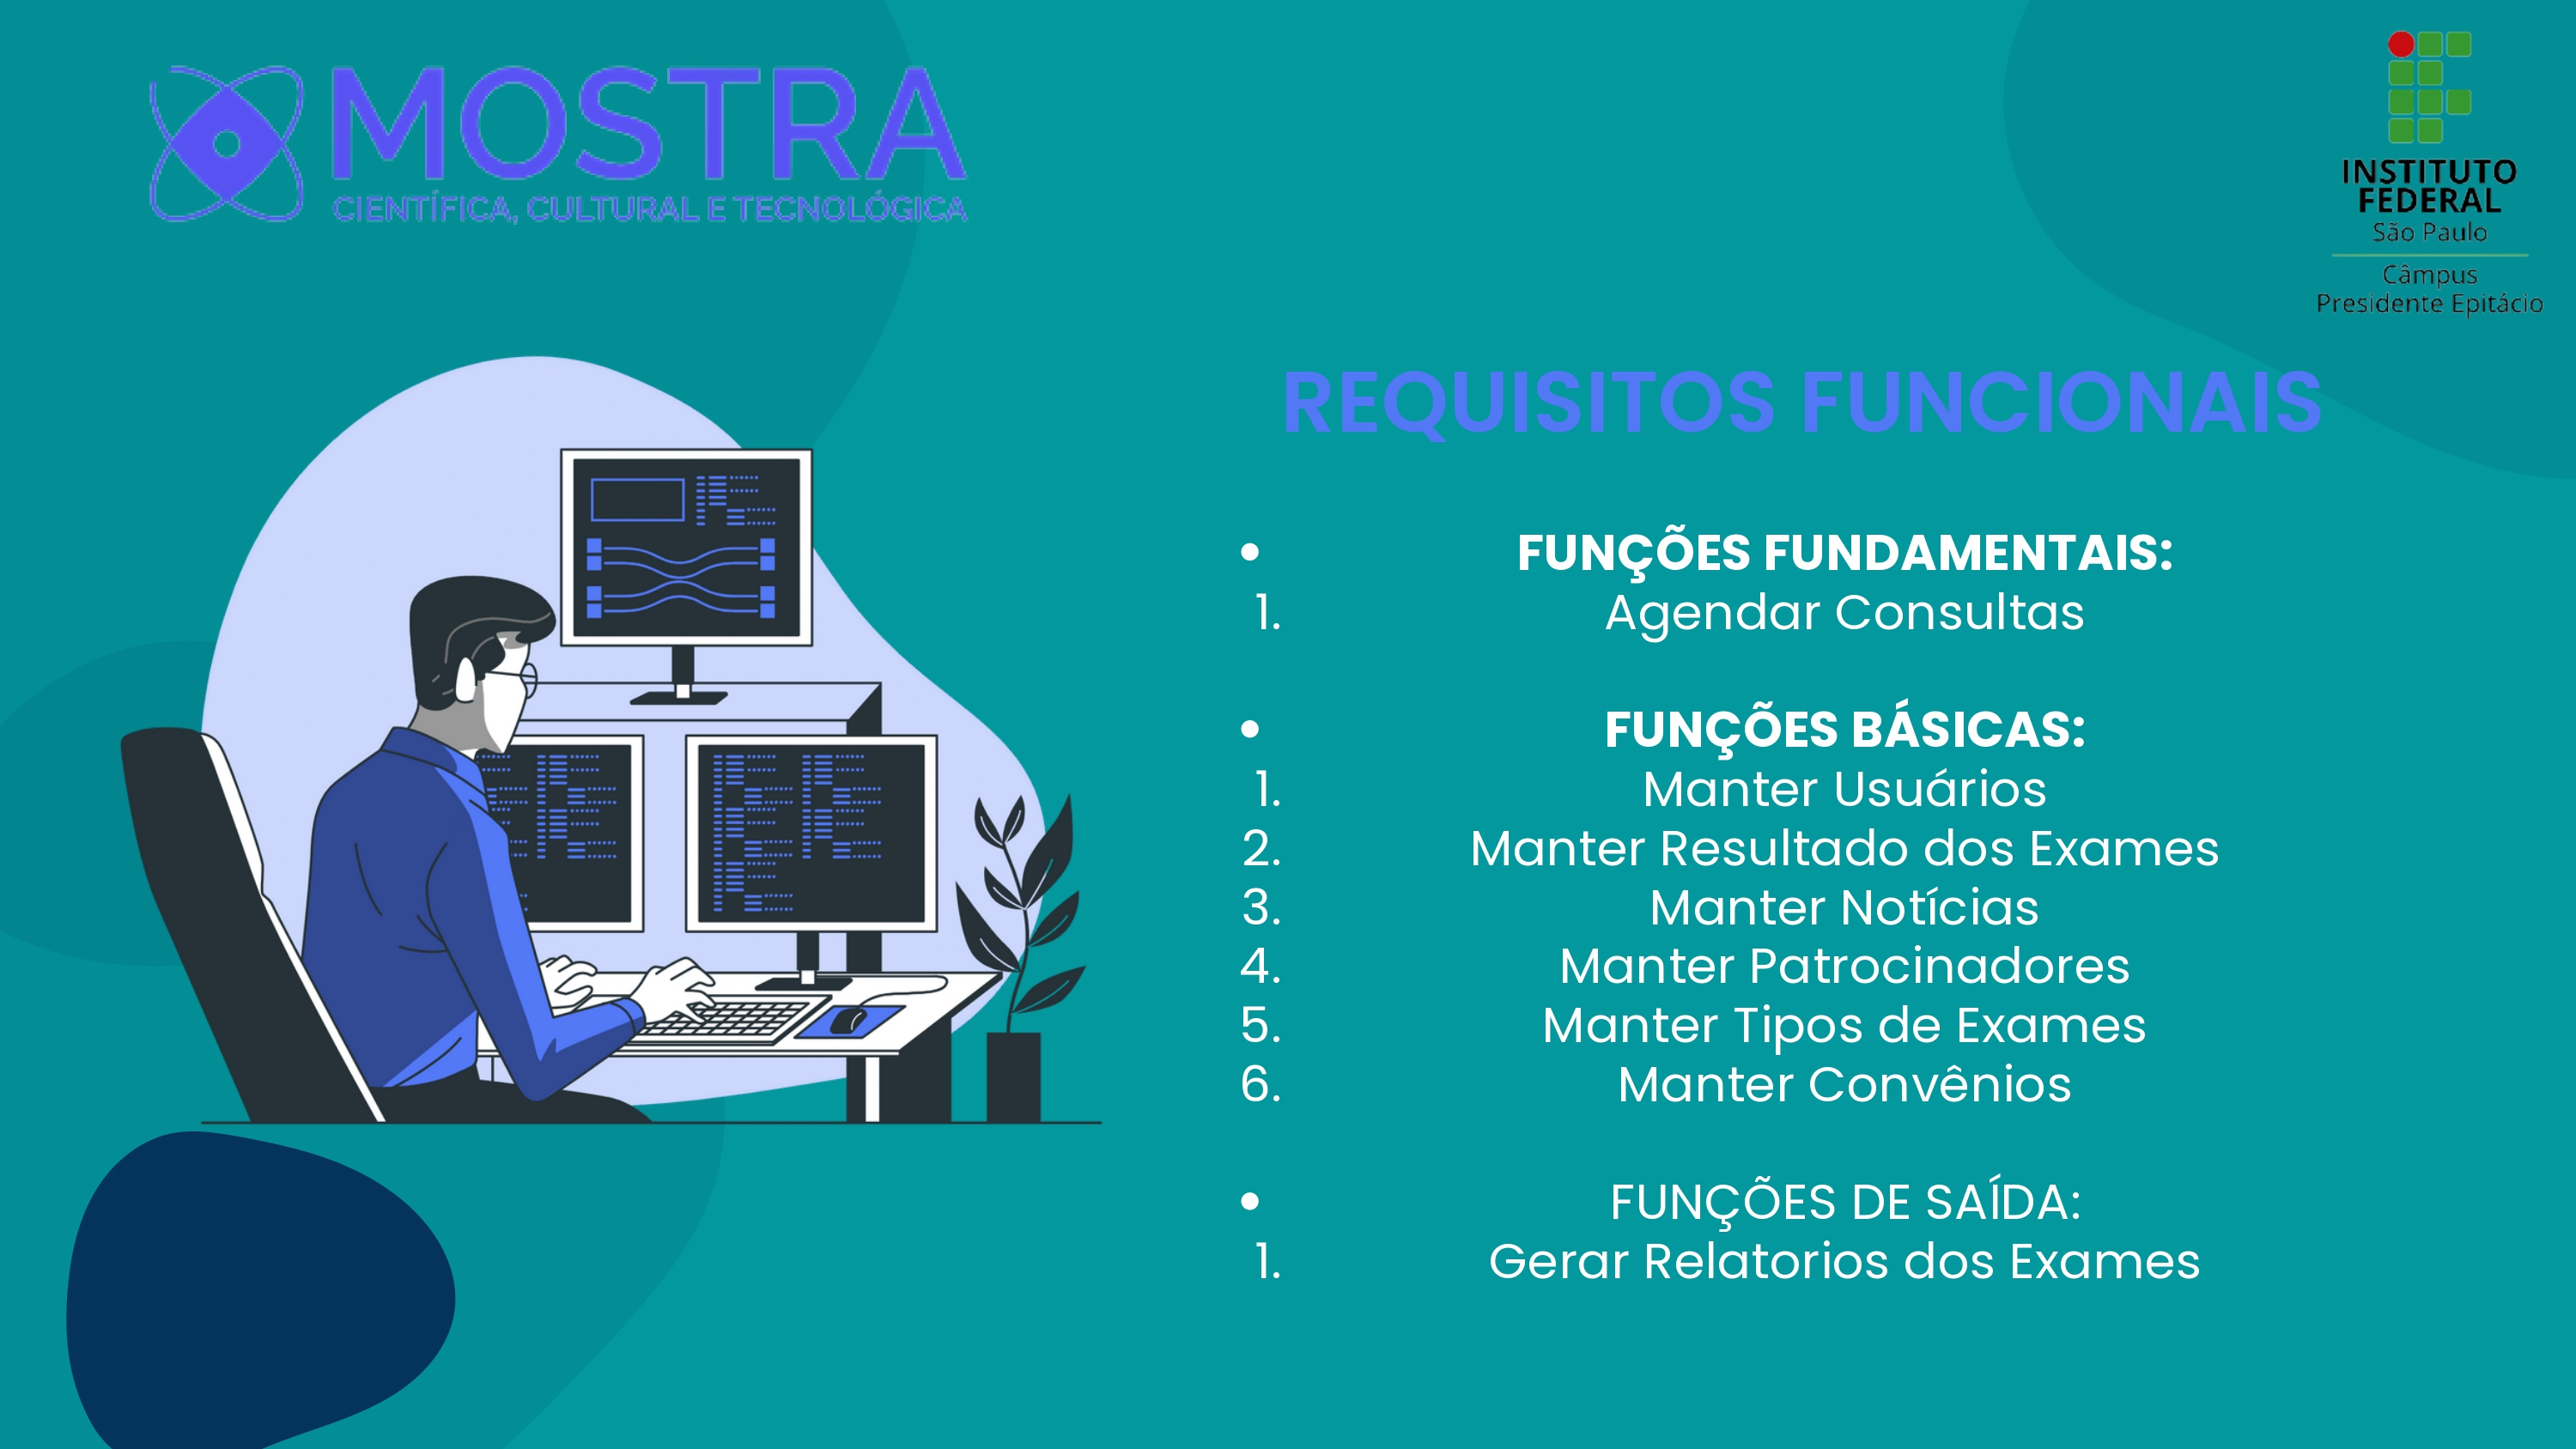 MOSTRA
CIENTÍFICA, CULTURAL E TECNOLÓGICA
INSTITUTO
FEDERAL
São Paulo
Câmpus
Presidente Epitácio
REQUISITOS FUNCIONAIS
• FUNÇÕES FUNDAMENTAIS:
1. Agendar Consultas
• FUNÇÕES BÁSICAS:
1. Manter Usuários
2. Manter Resultado dos Exames
3. Manter Notícias
4. Manter Patrocinadores
5. Manter Tipos de Exames
6. Manter Convênios
• FUNÇÕES DE SAÍDA:
1. Gerar Relatorios dos Exames